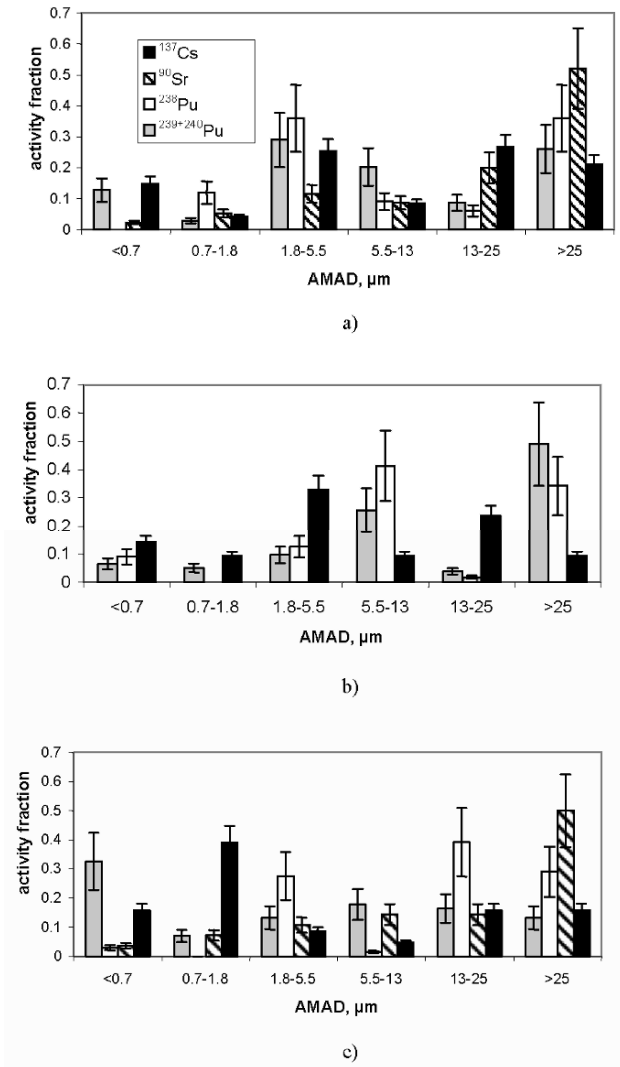 0.7
0.6
0.5
0.4
0.3
0.2
0.1
0
activity fraction
¹³⁷Cs
⁹⁰Sr
²³⁸Pu
²³⁹⁺²⁴⁰Pu
<0.7 0.7-1.8 1.8-5.5 5.5-13 13-25 >25
AMAD, µm
a)
0.7
0.6
0.5
0.4
0.3
0.2
0.1
0
activity fraction
<0.7 0.7-1.8 1.8-5.5 5.5-13 13-25 >25
AMAD, µm
b)
0.7
0.6
0.5
0.4
0.3
0.2
0.1
0
activity fraction
<0.7 0.7-1.8 1.8-5.5 5.5-13 13-25 >25
AMAD, µm
c)